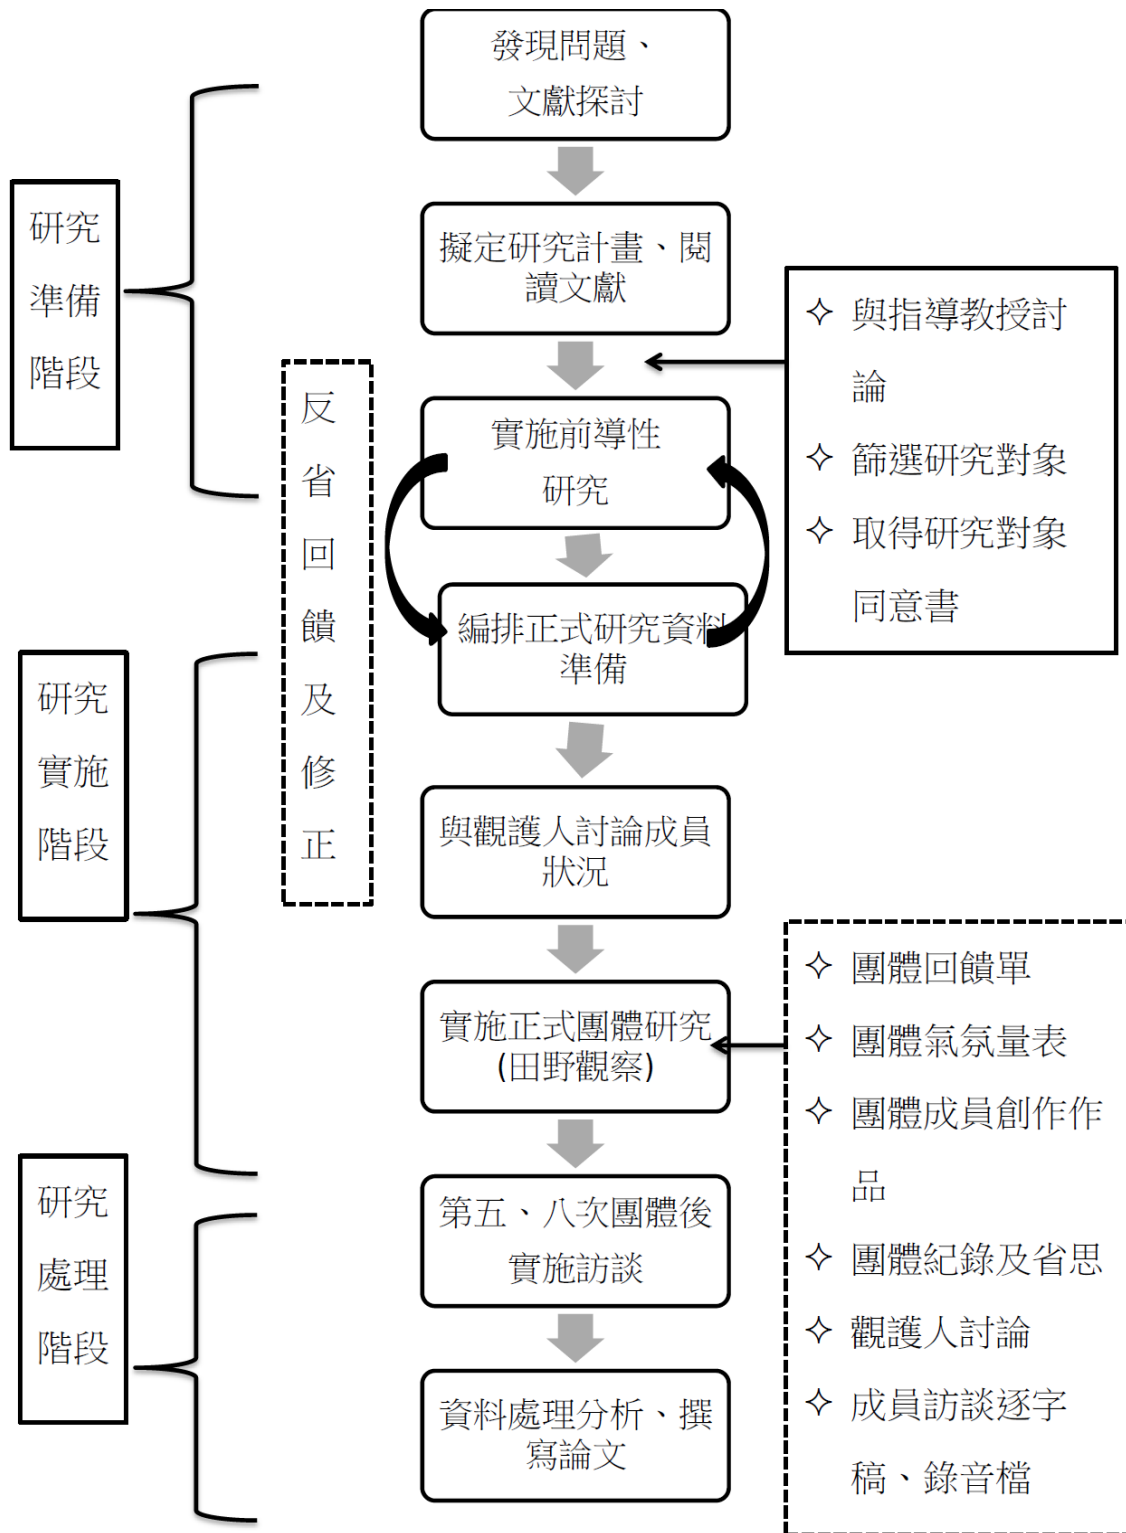 發現問題、
文獻探討
研究
準備
階段
擬定研究計畫、閱
讀文獻
✧ 與指導教授討
論
✧ 篩選研究對象
✧ 取得研究對象
同意書
反
省
回
饋
及
修
正
實施前導性
研究
編排正式研究資料
準備
研究
實施
階段
與觀護人討論成員
狀況
實施正式團體研究
(田野觀察)
✧ 團體回饋單
✧ 團體氣氛量表
✧ 團體成員創作作
品
✧ 團體紀錄及省思
✧ 觀護人討論
✧ 成員訪談逐字
稿、錄音檔
研究
處理
階段
第五、八次團體後
實施訪談
資料處理分析、撰
寫論文